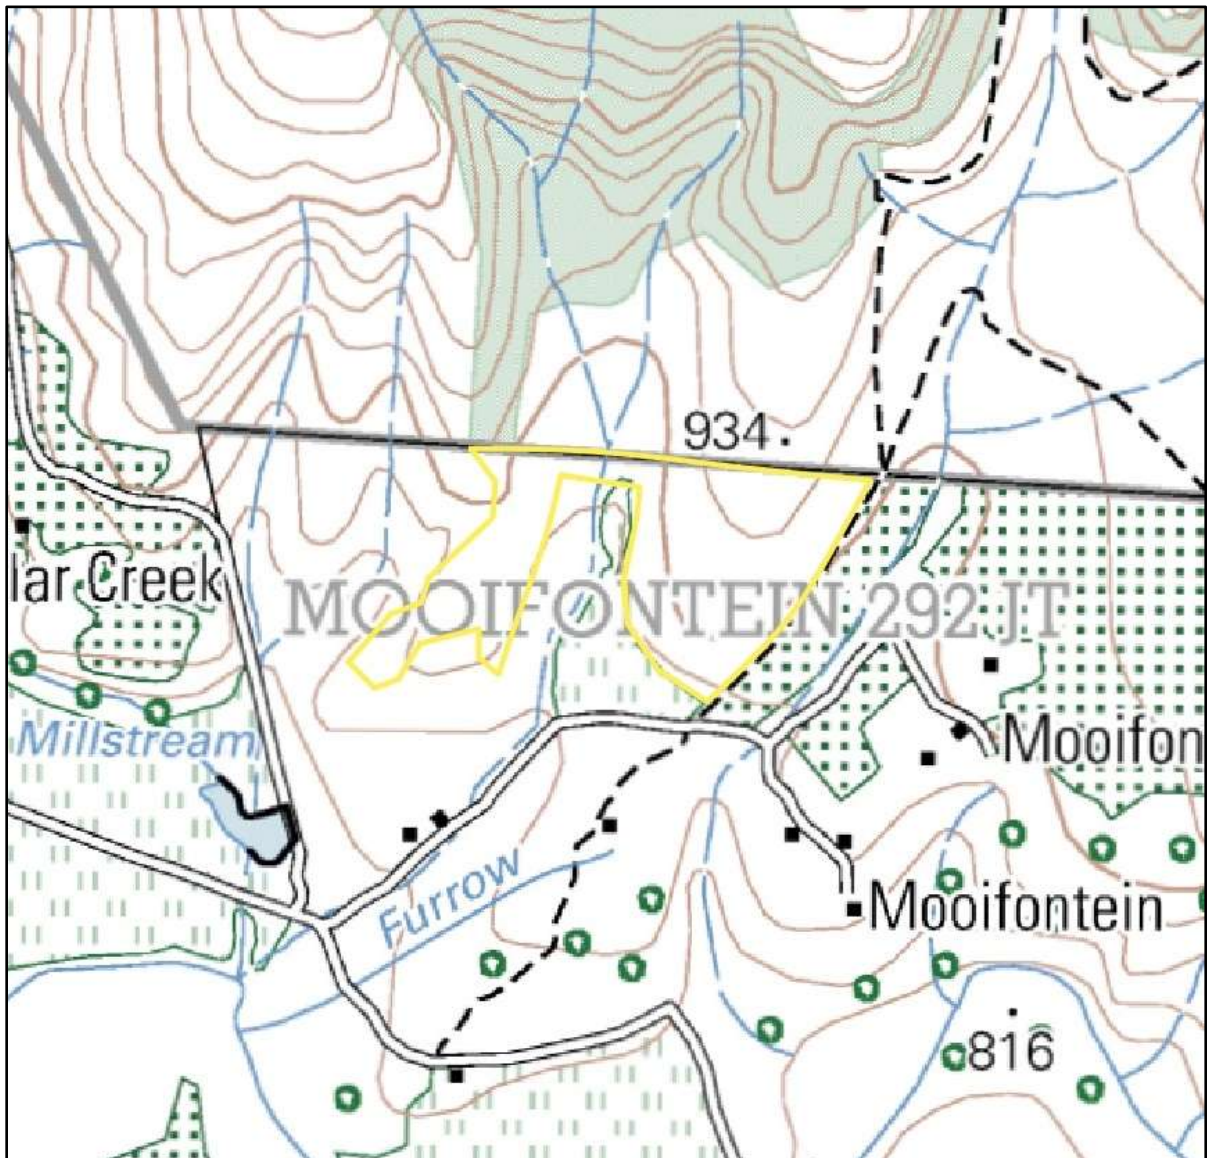 934
lar Creek
MOOIFONTEIN 292 JT
Millstream
Mooifon
Furrow
Mooifontein
816